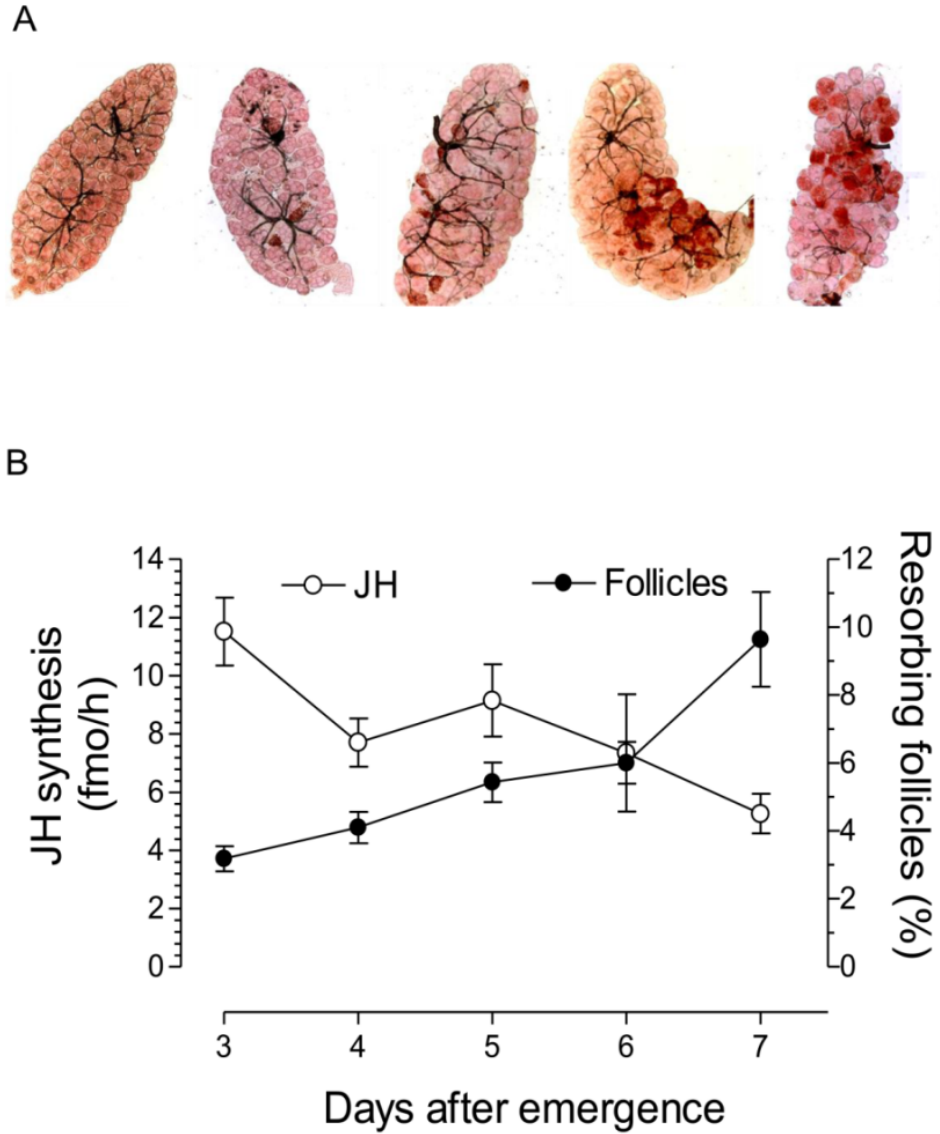 A
B
JH synthesis
(fmo/h)
14
12
10
8
6
4
2
0
JH
Follicles
12
10
8
6
4
2
0
Resorbing follicles (%)
3 4 5 6 7
Days after emergence